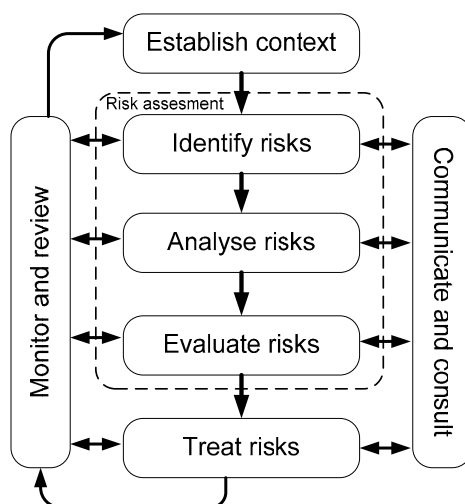 Establish context
Risk assesment
Identify risks
Analyse risks
Evaluate risks
Treat risks
Monitor and review
Communicate and consult